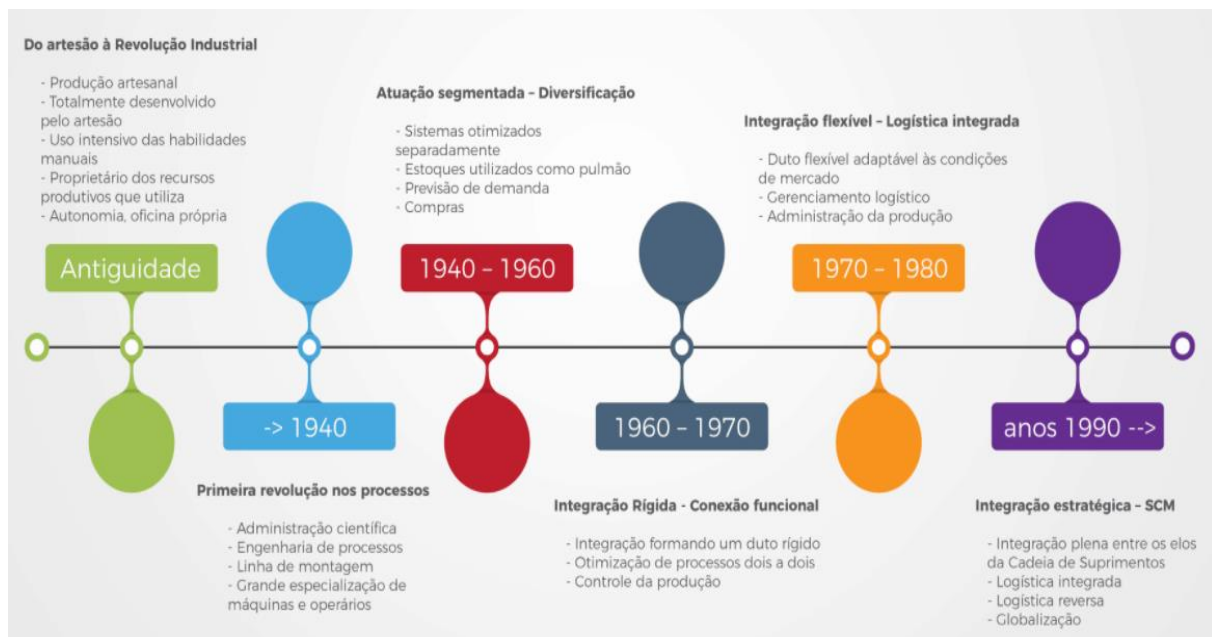 Do artesão à Revolução Industrial
- Produção artesanal
- Totalmente desenvolvido
pelo artesão
- Uso intensivo das habilidades
manuais
- Proprietário dos recursos
produtivos que utiliza
- Autonomia, oficina própria
Antiguidade
-> 1940
Primeira revolução nos processos
- Administração científica
- Engenharia de processos
- Linha de montagem
- Grande especialização de
máquinas e operários
Atuação segmentada – Diversificação
- Sistemas otimizados
separadamente
- Estoques utilizados como pulmão
- Previsão de demanda
- Compras
1940 – 1960
1960 – 1970
Integração Rígida - Conexão funcional
- Integração formando um duto rígido
- Otimização de processos dois a dois
- Controle da produção
Integração flexível – Logística integrada
- Duto flexível adaptável às condições
de mercado
- Gerenciamento logístico
- Administração da produção
1970 – 1980
anos 1990 -->
Integração estratégica – SCM
- Integração plena entre os elos
da Cadeia de Suprimentos
- Logística integrada
- Logística reversa
- Globalização